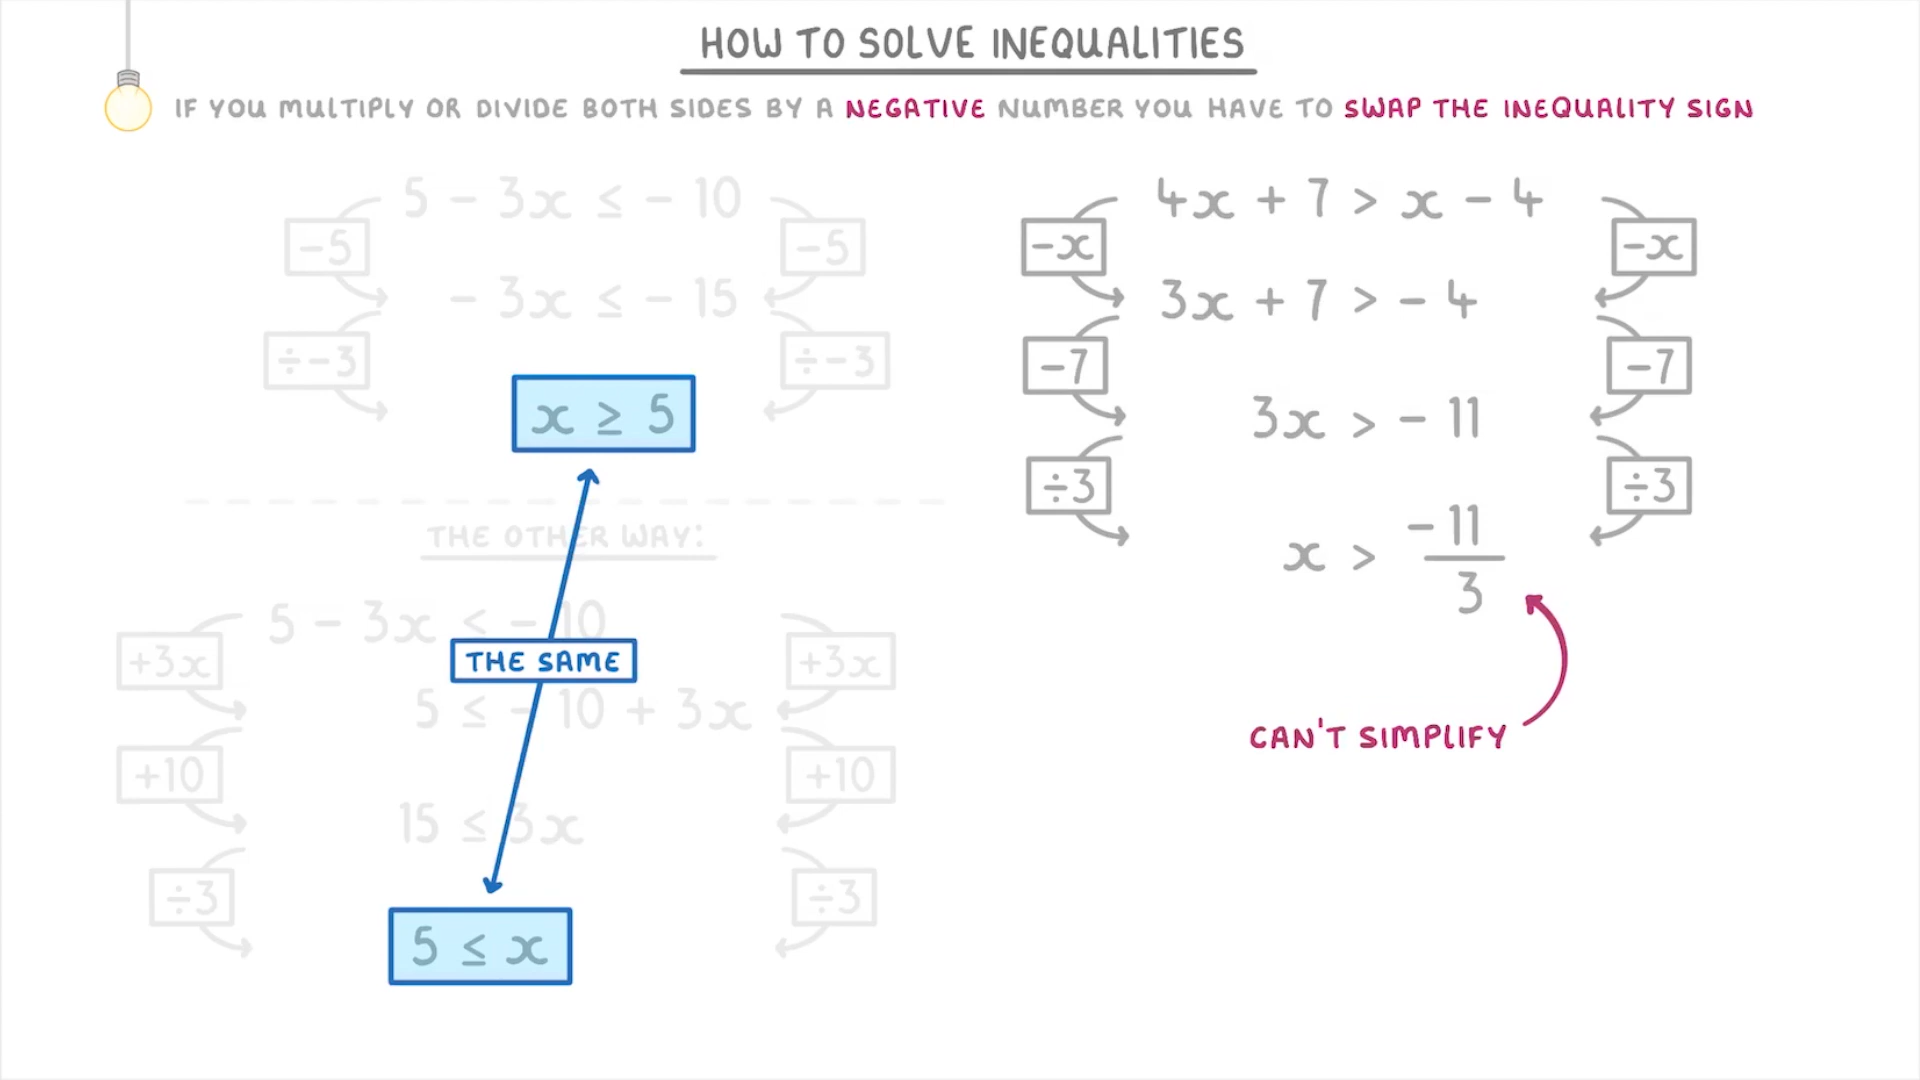 HOW TO SOLVE INEQUALITIES
IF YOU MULTIPLY OR DIVIDE BOTH SIDES BY A NEGATIVE NUMBER YOU HAVE TO SWAP THE INEQUALITY SIGN
5 - 3x ≤ - 10
-5 -5
- 3x ≤ - 15
÷-3 ÷-3
x ≥ 5
THE OTHER WAY:
5 - 3x ≤ - 10
+3x THE SAME +3x
5 ≤ - 10 + 3x
+10 +10
15 ≤ 3x
÷3 ÷3
5 ≤ x
4x + 7 > x - 4
-x -x
3x + 7 > - 4
-7 -7
3x > - 11
÷3 ÷3
x > -11/3
CAN'T SIMPLIFY